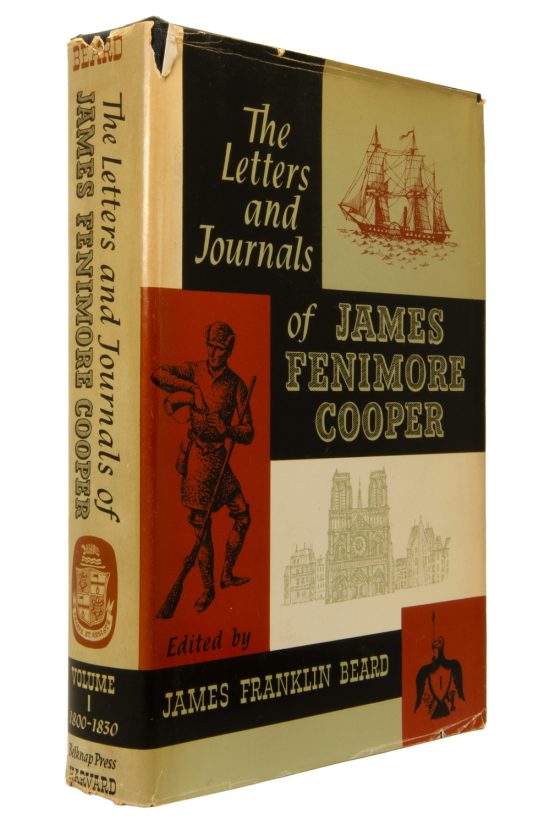 BEARD
The Letters and Journals of
JAMES FENIMORE COOPER
VOLUME
I
1800-1830
Belknap Press
HARVARD
The
Letters
and
Journals
of JAMES
FENIMORE
COOPER
Edited by
JAMES FRANKLIN BEARD